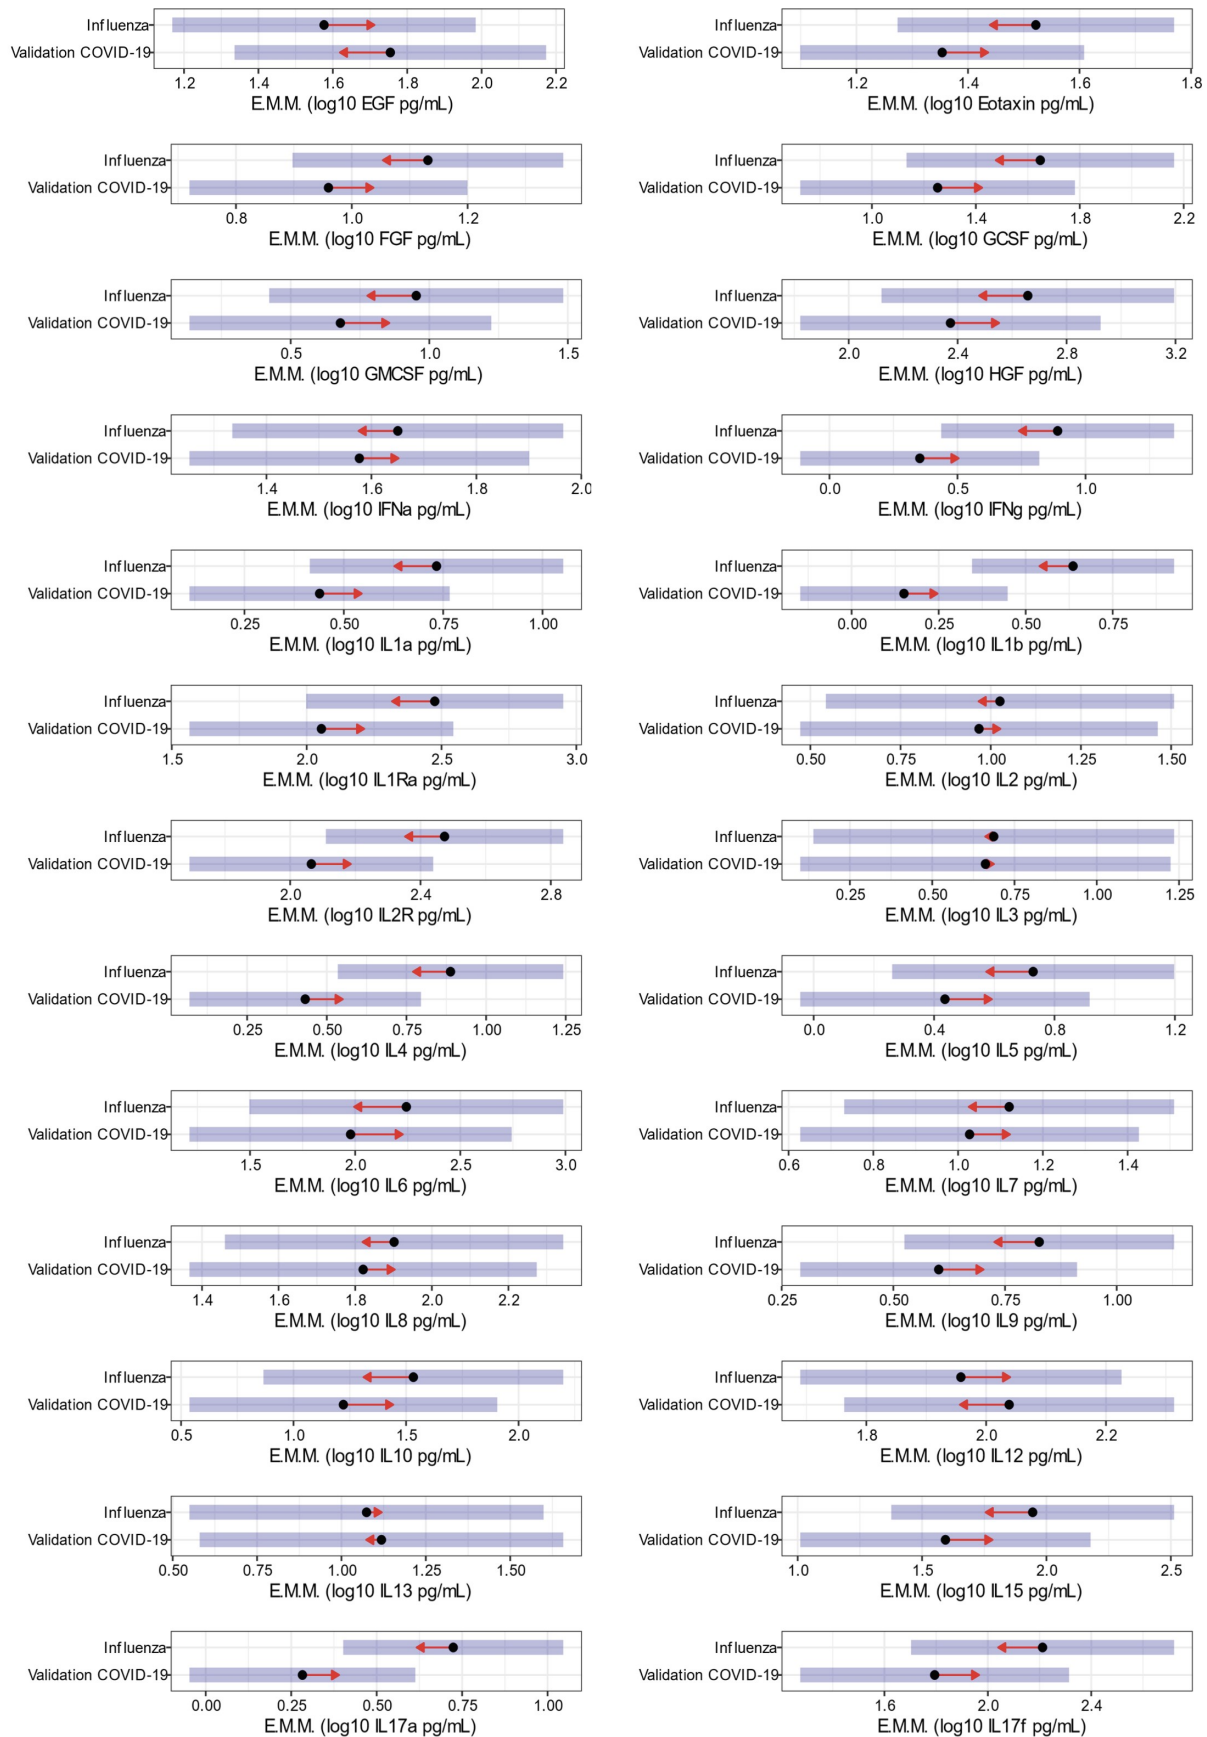 Influenza
Validation COVID-19
1.2 1.4 1.6 1.8 2.0 2.2
E.M.M. (log10 EGF pg/mL)
Influenza
Validation COVID-19
1.2 1.4 1.6 1.8
E.M.M. (log10 Eotaxin pg/mL)
Influenza
Validation COVID-19
0.8 1.0 1.2
E.M.M. (log10 FGF pg/mL)
Influenza
Validation COVID-19
1.0 1.4 1.8 2.2
E.M.M. (log10 GCSF pg/mL)
Influenza
Validation COVID-19
0.5 1.0 1.5
E.M.M. (log10 GMCSF pg/mL)
Influenza
Validation COVID-19
2.0 2.4 2.8 3.2
E.M.M. (log10 HGF pg/mL)
Influenza
Validation COVID-19
1.4 1.6 1.8 2.0
E.M.M. (log10 IFNa pg/mL)
Influenza
Validation COVID-19
0.0 0.5 1.0
E.M.M. (log10 IFNg pg/mL)
Influenza
Validation COVID-19
0.25 0.50 0.75 1.00
E.M.M. (log10 IL1a pg/mL)
Influenza
Validation COVID-19
0.00 0.25 0.50 0.75
E.M.M. (log10 IL1b pg/mL)
Influenza
Validation COVID-19
1.5 2.0 2.5 3.0
E.M.M. (log10 IL1Ra pg/mL)
Influenza
Validation COVID-19
0.50 0.75 1.00 1.25 1.50
E.M.M. (log10 IL2 pg/mL)
Influenza
Validation COVID-19
2.0 2.4 2.8
E.M.M. (log10 IL2R pg/mL)
Influenza
Validation COVID-19
0.25 0.50 0.75 1.00 1.25
E.M.M. (log10 IL3 pg/mL)
Influenza
Validation COVID-19
0.25 0.50 0.75 1.00 1.25
E.M.M. (log10 IL4 pg/mL)
Influenza
Validation COVID-19
0.0 0.4 0.8 1.2
E.M.M. (log10 IL5 pg/mL)
Influenza
Validation COVID-19
1.5 2.0 2.5 3.0
E.M.M. (log10 IL6 pg/mL)
Influenza
Validation COVID-19
0.6 0.8 1.0 1.2 1.4
E.M.M. (log10 IL7 pg/mL)
Influenza
Validation COVID-19
1.4 1.6 1.8 2.0 2.2
E.M.M. (log10 IL8 pg/mL)
Influenza
Validation COVID-19
0.25 0.50 0.75 1.00
E.M.M. (log10 IL9 pg/mL)
Influenza
Validation COVID-19
0.5 1.0 1.5 2.0
E.M.M. (log10 IL10 pg/mL)
Influenza
Validation COVID-19
1.8 2.0 2.2
E.M.M. (log10 IL12 pg/mL)
Influenza
Validation COVID-19
0.50 0.75 1.00 1.25 1.50
E.M.M. (log10 IL13 pg/mL)
Influenza
Validation COVID-19
1.0 1.5 2.0 2.5
E.M.M. (log10 IL15 pg/mL)
Influenza
Validation COVID-19
0.00 0.25 0.50 0.75 1.00
E.M.M. (log10 IL17a pg/mL)
Influenza
Validation COVID-19
1.6 2.0 2.4
E.M.M. (log10 IL17f pg/mL)